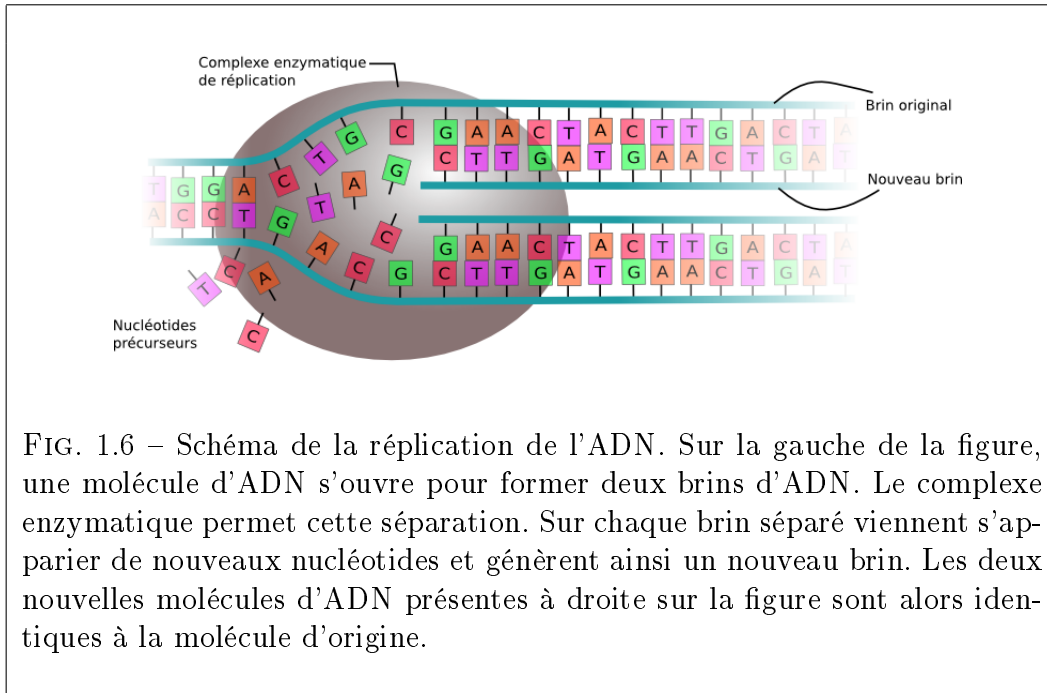 Complexe enzymatique
de réplication
Brin original
Nouveau brin
C G A A C T A C T T G A C T A
C T T G A T G A A C T G A T
G
T
C
T G G A
A C C T
G
A
T
G
A
C
C
G
G A A C T A C T T G A C T A
C T T G A T G A A C T G A T
T
C
A
C
Nucléotides
précurseurs
FIG. 1.6 – Schéma de la réplication de l'ADN. Sur la gauche de la figure,
une molécule d'ADN s'ouvre pour former deux brins d'ADN. Le complexe
enzymatique permet cette séparation. Sur chaque brin séparé viennent s'ap-
parier de nouveaux nucléotides et génèrent ainsi un nouveau brin. Les deux
nouvelles molécules d'ADN présentes à droite sur la figure sont alors iden-
tiques à la molécule d'origine.